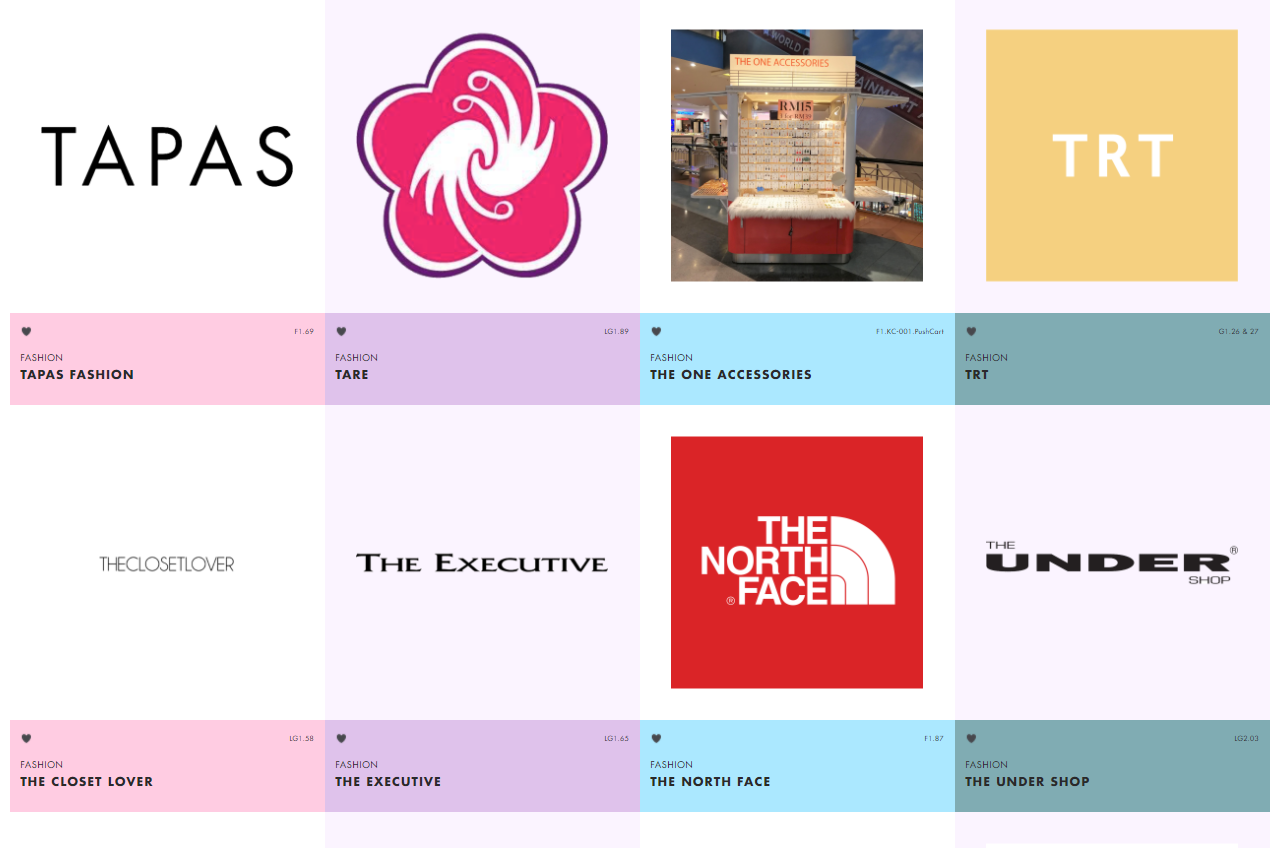 TAPAS
THE ONE ACCESSORIES
RM15
TRT
F1.69
FASHION
TAPAS FASHION
LG1.89
FASHION
TARE
F1.KC-001.PushCart
FASHION
THE ONE ACCESSORIES
G1.26 & 27
FASHION
TRT
THECLOSETLOVER
THE EXECUTIVE
THE
NORTH
FACE
®
THE
UNDER®
SHOP
LG1.58
FASHION
THE CLOSET LOVER
LG1.65
FASHION
THE EXECUTIVE
F1.87
FASHION
THE NORTH FACE
LG2.03
FASHION
THE UNDER SHOP